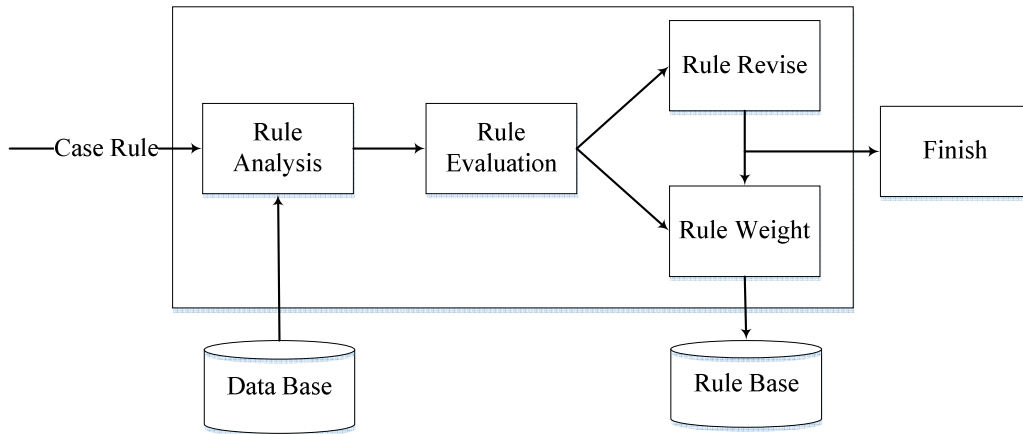 Case Rule
Rule
Analysis
Rule
Evaluation
Rule Revise
Rule Weight
Finish
Data Base
Rule Base